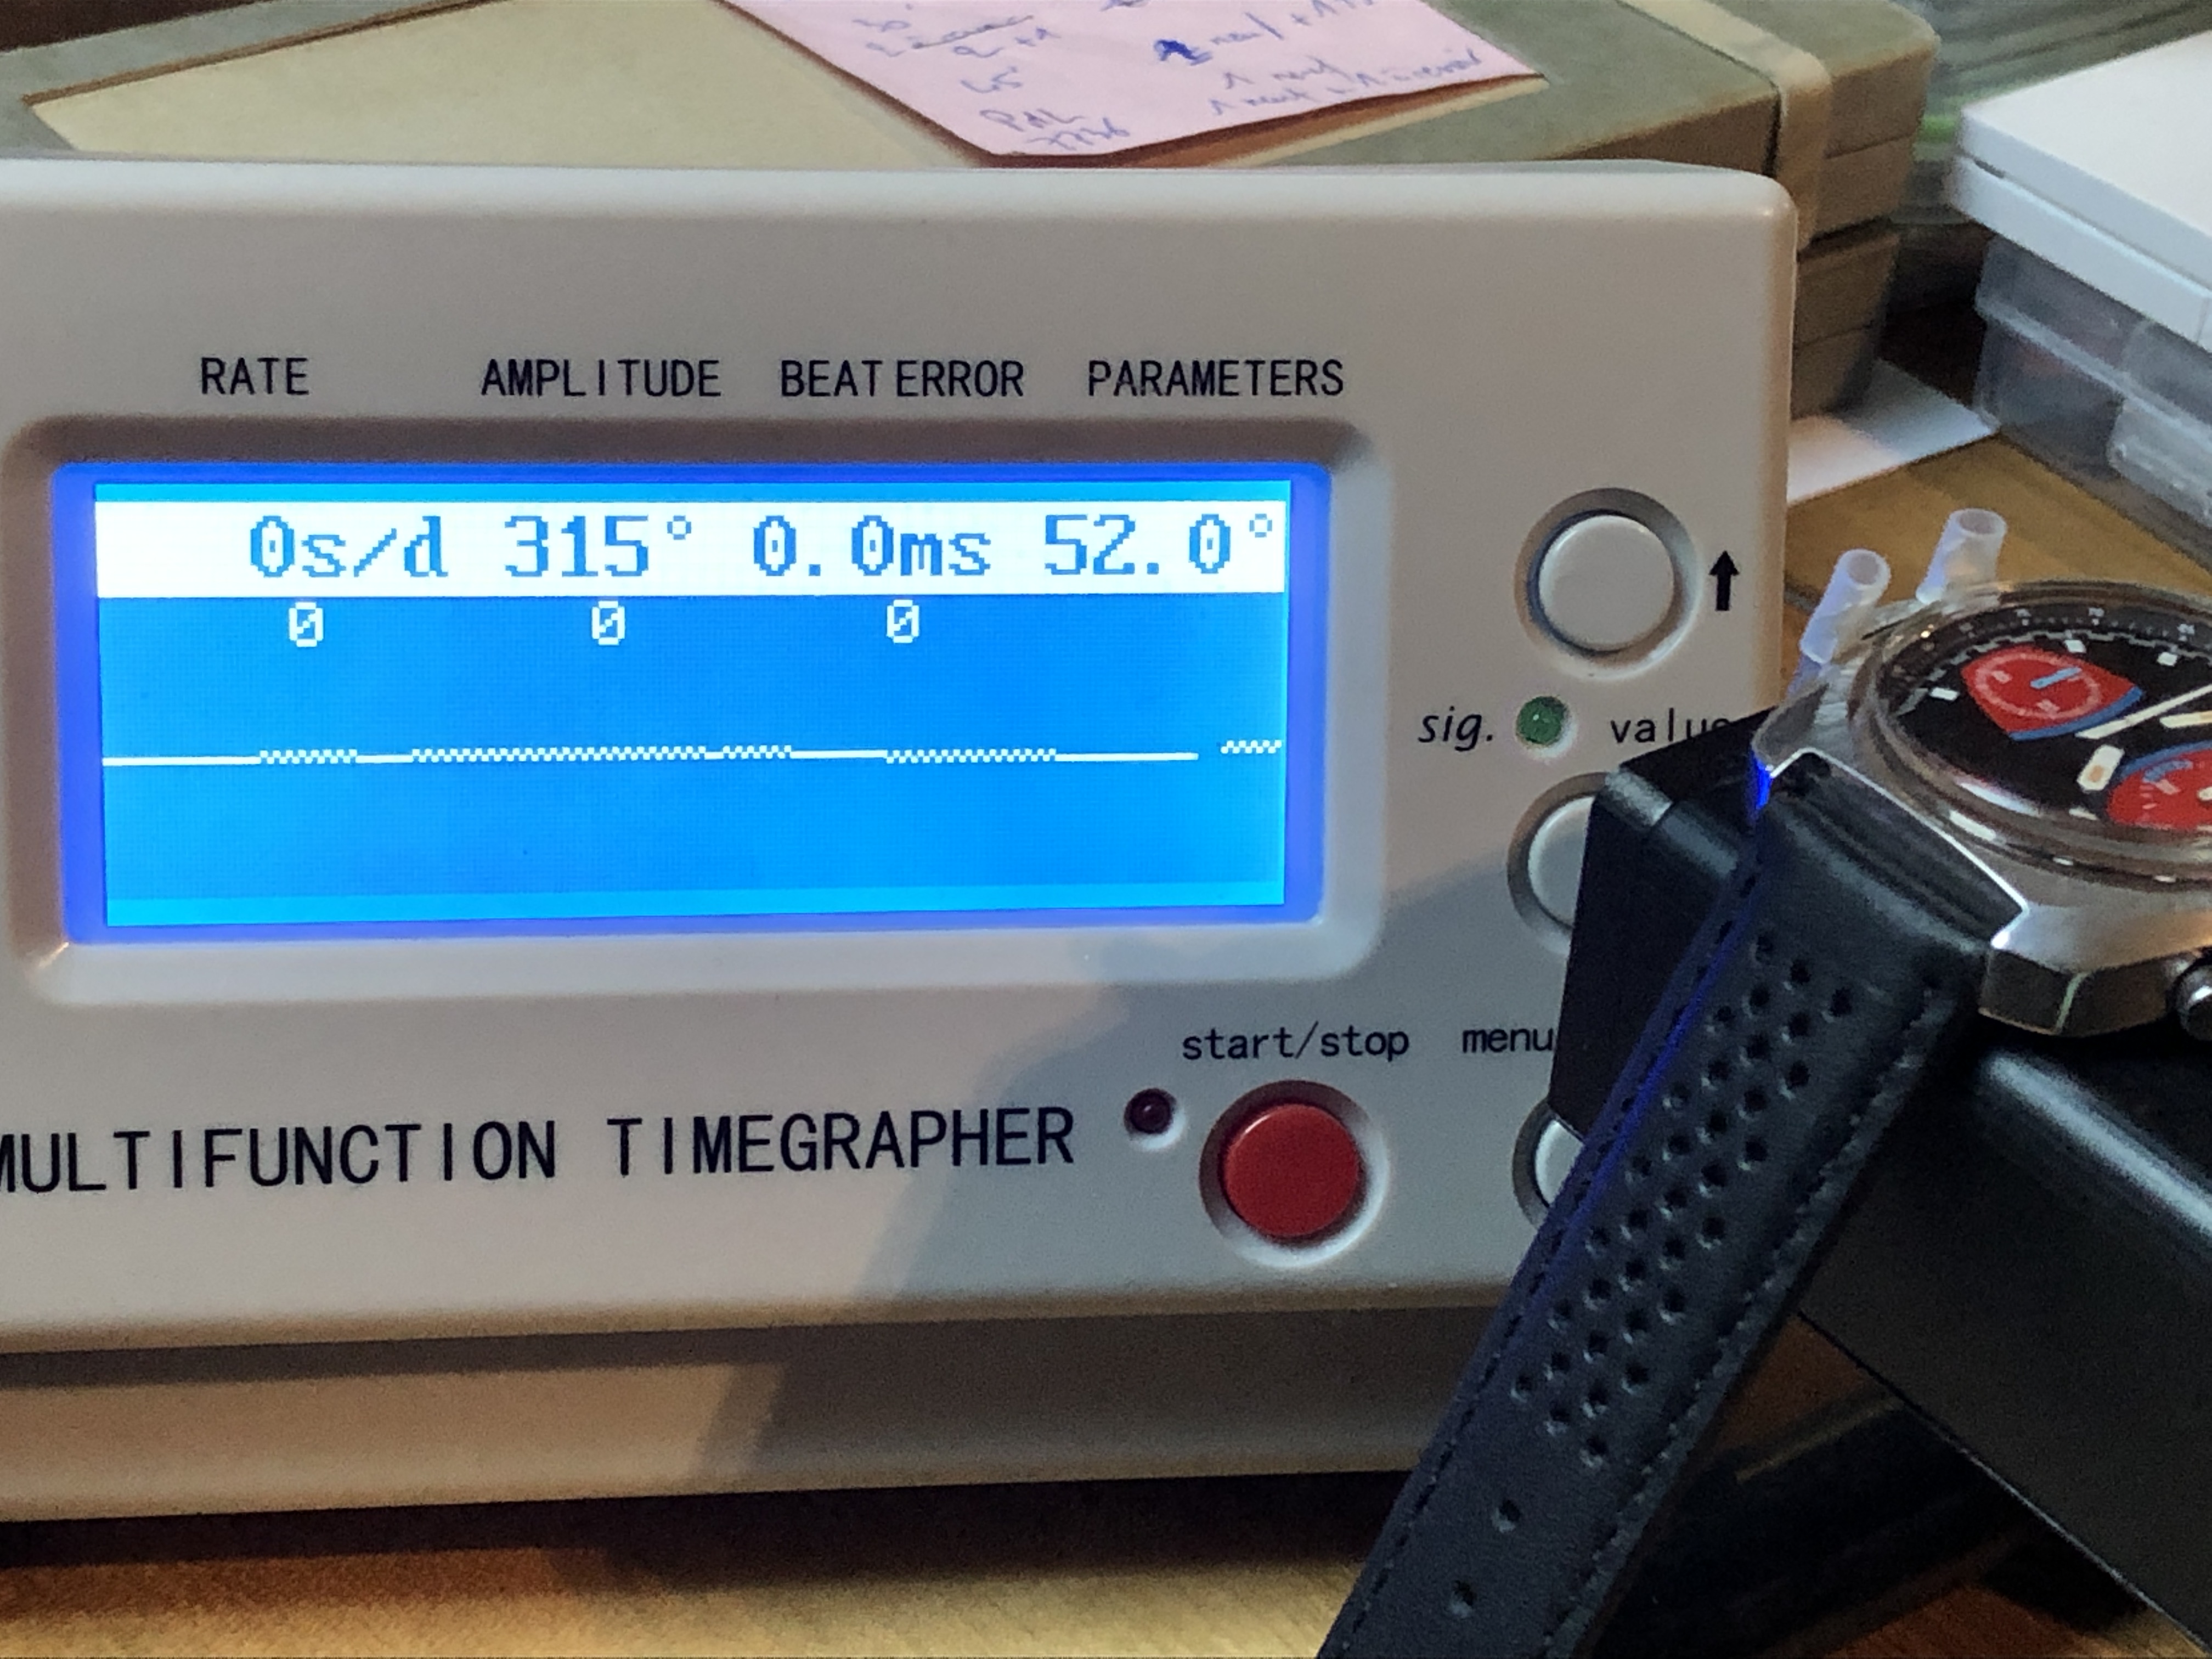 RATE AMPLITUDE BEAT ERROR PARAMETERS
0s/d 315° 0.0ms 52.0°
0 0 0
sig. value
start/stop menu
MULTIFUNCTION TIMEGRAPHER